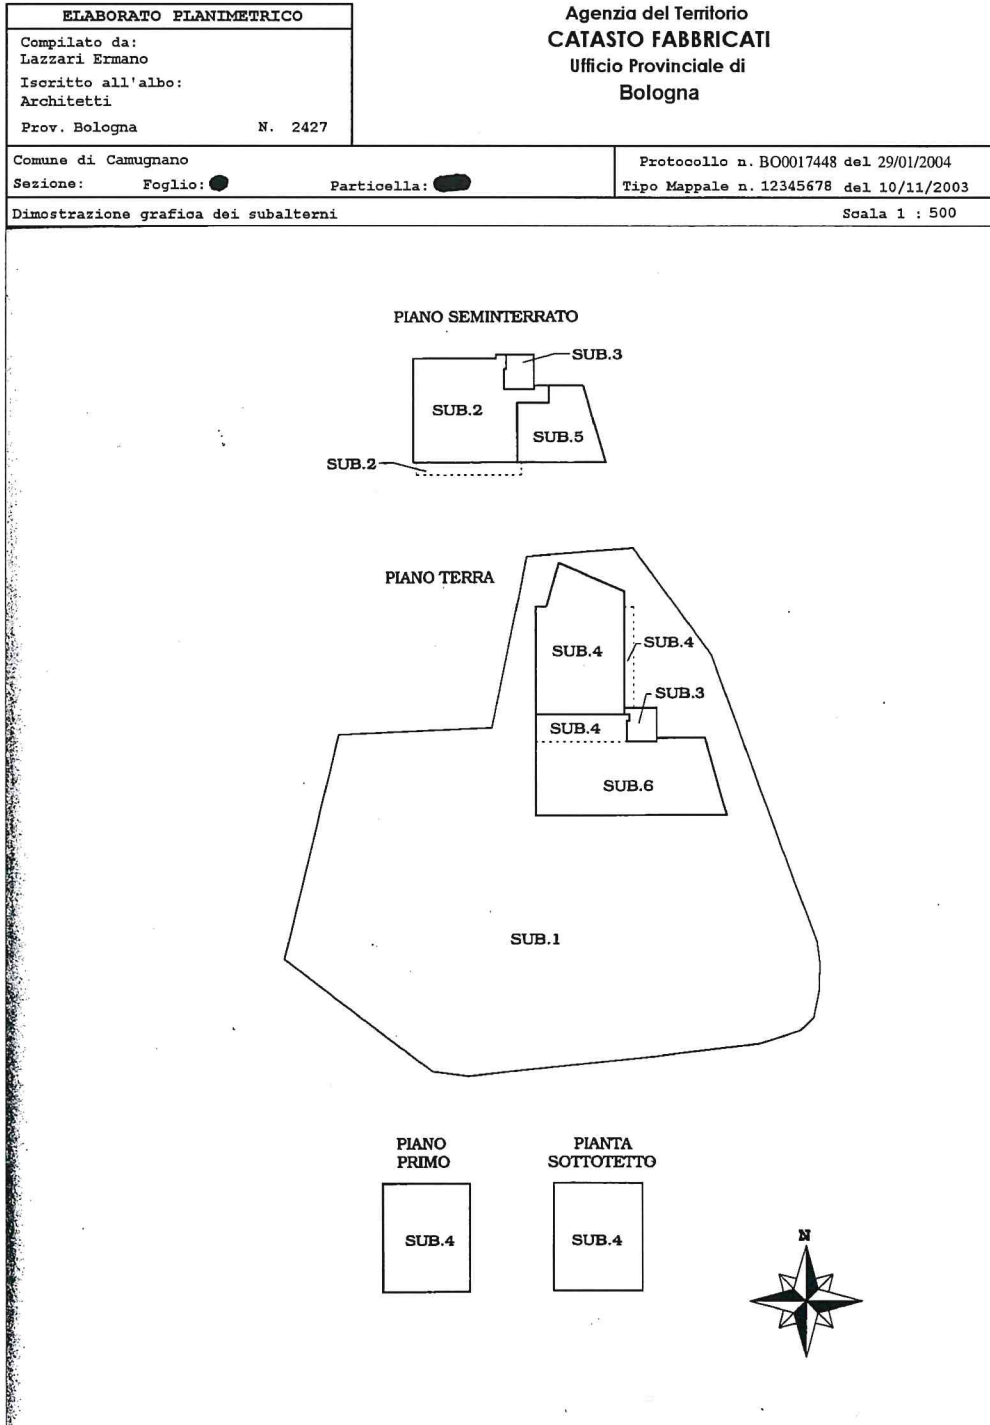 ELABORATO PLANIMETRICO
Compilato da:
Lazzari Ermano
Iscritto all'albo:
Architetti
Prov. Bologna N. 2427
Agenzia del Territorio
CATASTO FABBRICATI
Ufficio Provinciale di
Bologna
Comune di Camugnano
Sezione: Foglio: Particella:
Protocollo n. BO0017448 del 29/01/2004
Tipo Mappale n. 12345678 del 10/11/2003
Dimostrazione grafica dei subalterni Scala 1 : 500
PIANO SEMINTERRATO
SUB.3
SUB.2
SUB.5
SUB.2
PIANO TERRA
SUB.4
SUB.4
SUB.3
SUB.4
SUB.6
SUB.1
PIANO
PRIMO
SUB.4
PIANTA
SOTTOTETTO
SUB.4
N